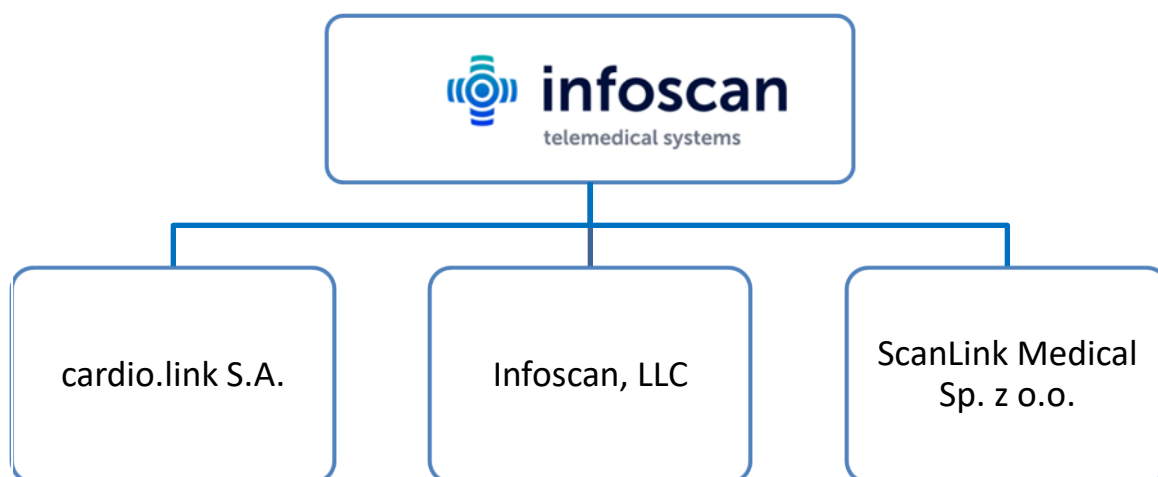 infoscan
telemedical systems
cardio.link S.A.
Infoscan, LLC
ScanLink Medical
Sp. z o.o.